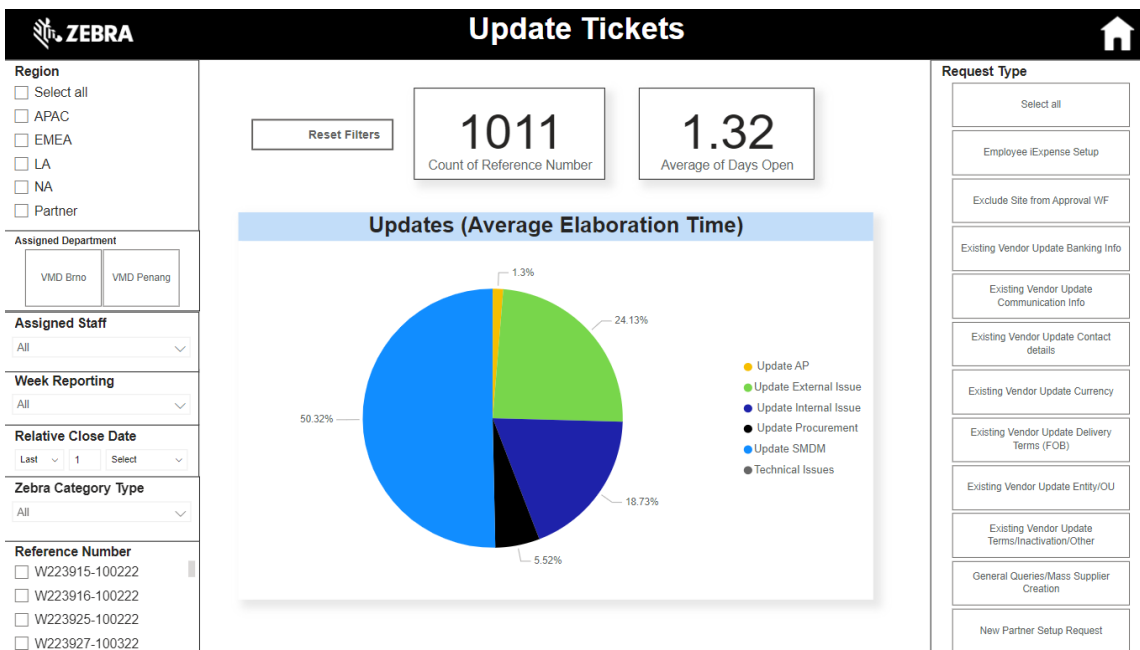 ZEBRA
Update Tickets
Region
Select all
APAC
EMEA
LA
NA
Partner
Assigned Department
VMD Brno
VMD Penang
Assigned Staff
All
Week Reporting
All
Relative Close Date
Last
1
Select
Zebra Category Type
All
Reference Number
W223915-100222
W223916-100222
W223925-100222
W223927-100322
Reset Filters
1011
Count of Reference Number
1.32
Average of Days Open
Updates (Average Elaboration Time)
1.3%
24.13%
50.32%
18.73%
5.52%
Update AP
Update External Issue
Update Internal Issue
Update Procurement
Update SMDM
Technical Issues
Request Type
Select all
Employee iExpense Setup
Exclude Site from Approval WF
Existing Vendor Update Banking Info
Existing Vendor Update
Communication Info
Existing Vendor Update Contact
details
Existing Vendor Update Currency
Existing Vendor Update Delivery
Terms (FOB)
Existing Vendor Update Entity/OU
Existing Vendor Update
Terms/Inactivation/Other
General Queries/Mass Supplier
Creation
New Partner Setup Request